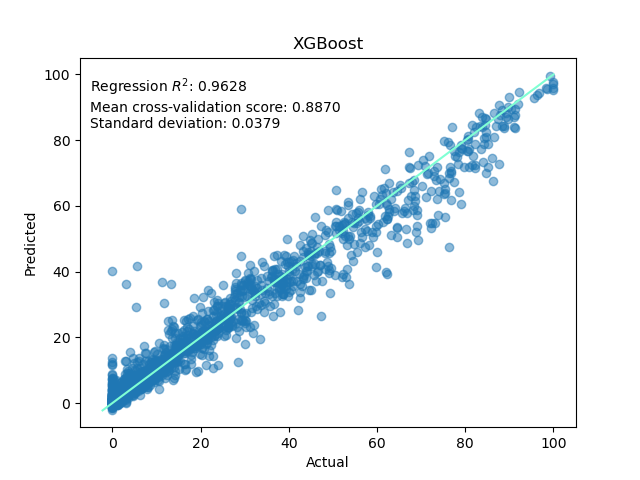 XGBoost
Regression R²: 0.9628
Mean cross-validation score: 0.8870
Standard deviation: 0.0379
100
80
60
40
20
0
Predicted
0 20 40 60 80 100
Actual